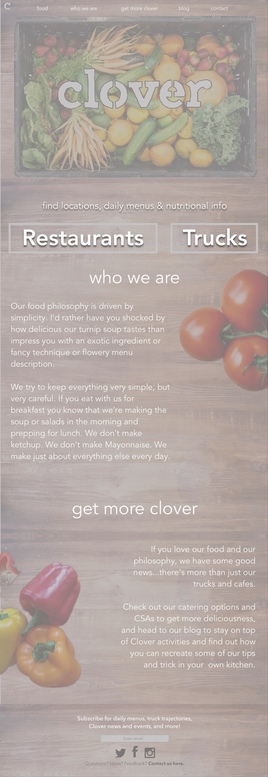 C food who we are get more clover blog contact
clover
find locations, daily menus & nutritional info
Restaurants Trucks
who we are
Our food philosophy is driven by
simplicity. I'd rather have you shocked by
how delicious our turnip soup tastes than
impress you with an exotic ingredient or
fancy technique or flowery menu
description.
We try to keep everything very simple, but
very careful. If you eat with us for
breakfast you know that we're making the
soup or salads in the morning and
prepping for lunch. We don't make
ketchup. We don't make Mayonnaise. We
make just about everything else every day.
get more clover
If you love our food and our
philosophy, we have some good
news...there's more than just our
trucks and cafes.
Check out our catering options and
CSAs to get more deliciousness,
and head to our blog to stay on top
of Clover activities and find out how
you can recreate some of our tips
and trick in your own kitchen.
Subscribe for daily menus, truck trajectories,
Clover news and events, and more!
Feedback? Contact us here.